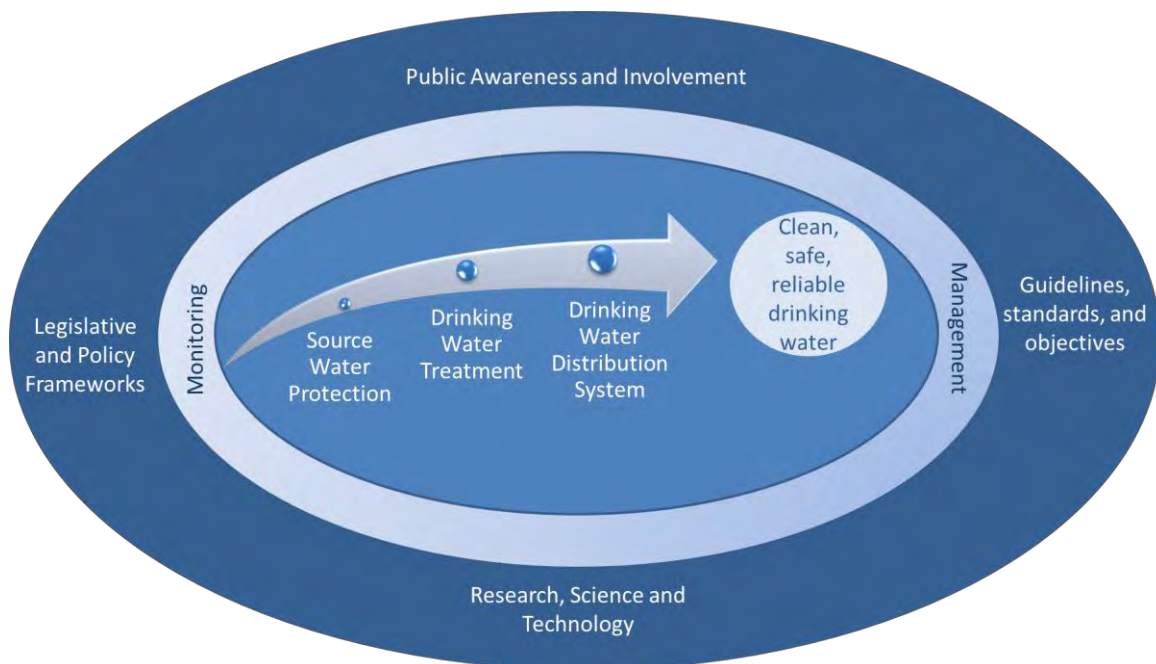 Public Awareness and Involvement
Legislative
and Policy
Frameworks
Monitoring
Source
Water
Protection
Drinking
Water
Treatment
Drinking
Water
Distribution
System
Clean,
safe,
reliable
drinking
water
Management
Guidelines,
standards, and
objectives
Research, Science and
Technology